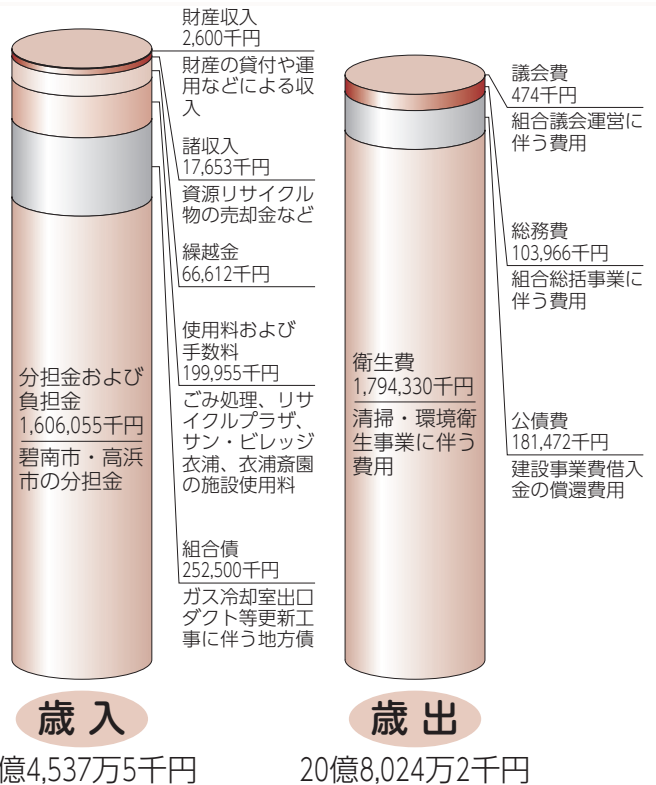 財産収入
2,600千円
財産の貸付や運
用などによる収
入
諸収入
17,653千円
資源リサイクル
物の売却金など
繰越金
66,612千円
使用料および
手数料
199,955千円
ごみ処理、リサ
イクルプラザ、
サン・ビレッジ
衣浦、衣浦斎園
の施設使用料
組合債
252,500千円
ガス冷却室出口
ダクト等更新工
事に伴う地方債
分担金および
負担金
1,606,055千円
碧南市・高浜
市の分担金
歳入
億4,537万5千円
議会費
474千円
組合議会運営に
伴う費用
総務費
103,966千円
組合総括事業に
伴う費用
公債費
181,472千円
建設事業費借入
金の償還費用
衛生費
1,794,330千円
清掃・環境衛
生事業に伴う
費用
歳出
20億8,024万2千円